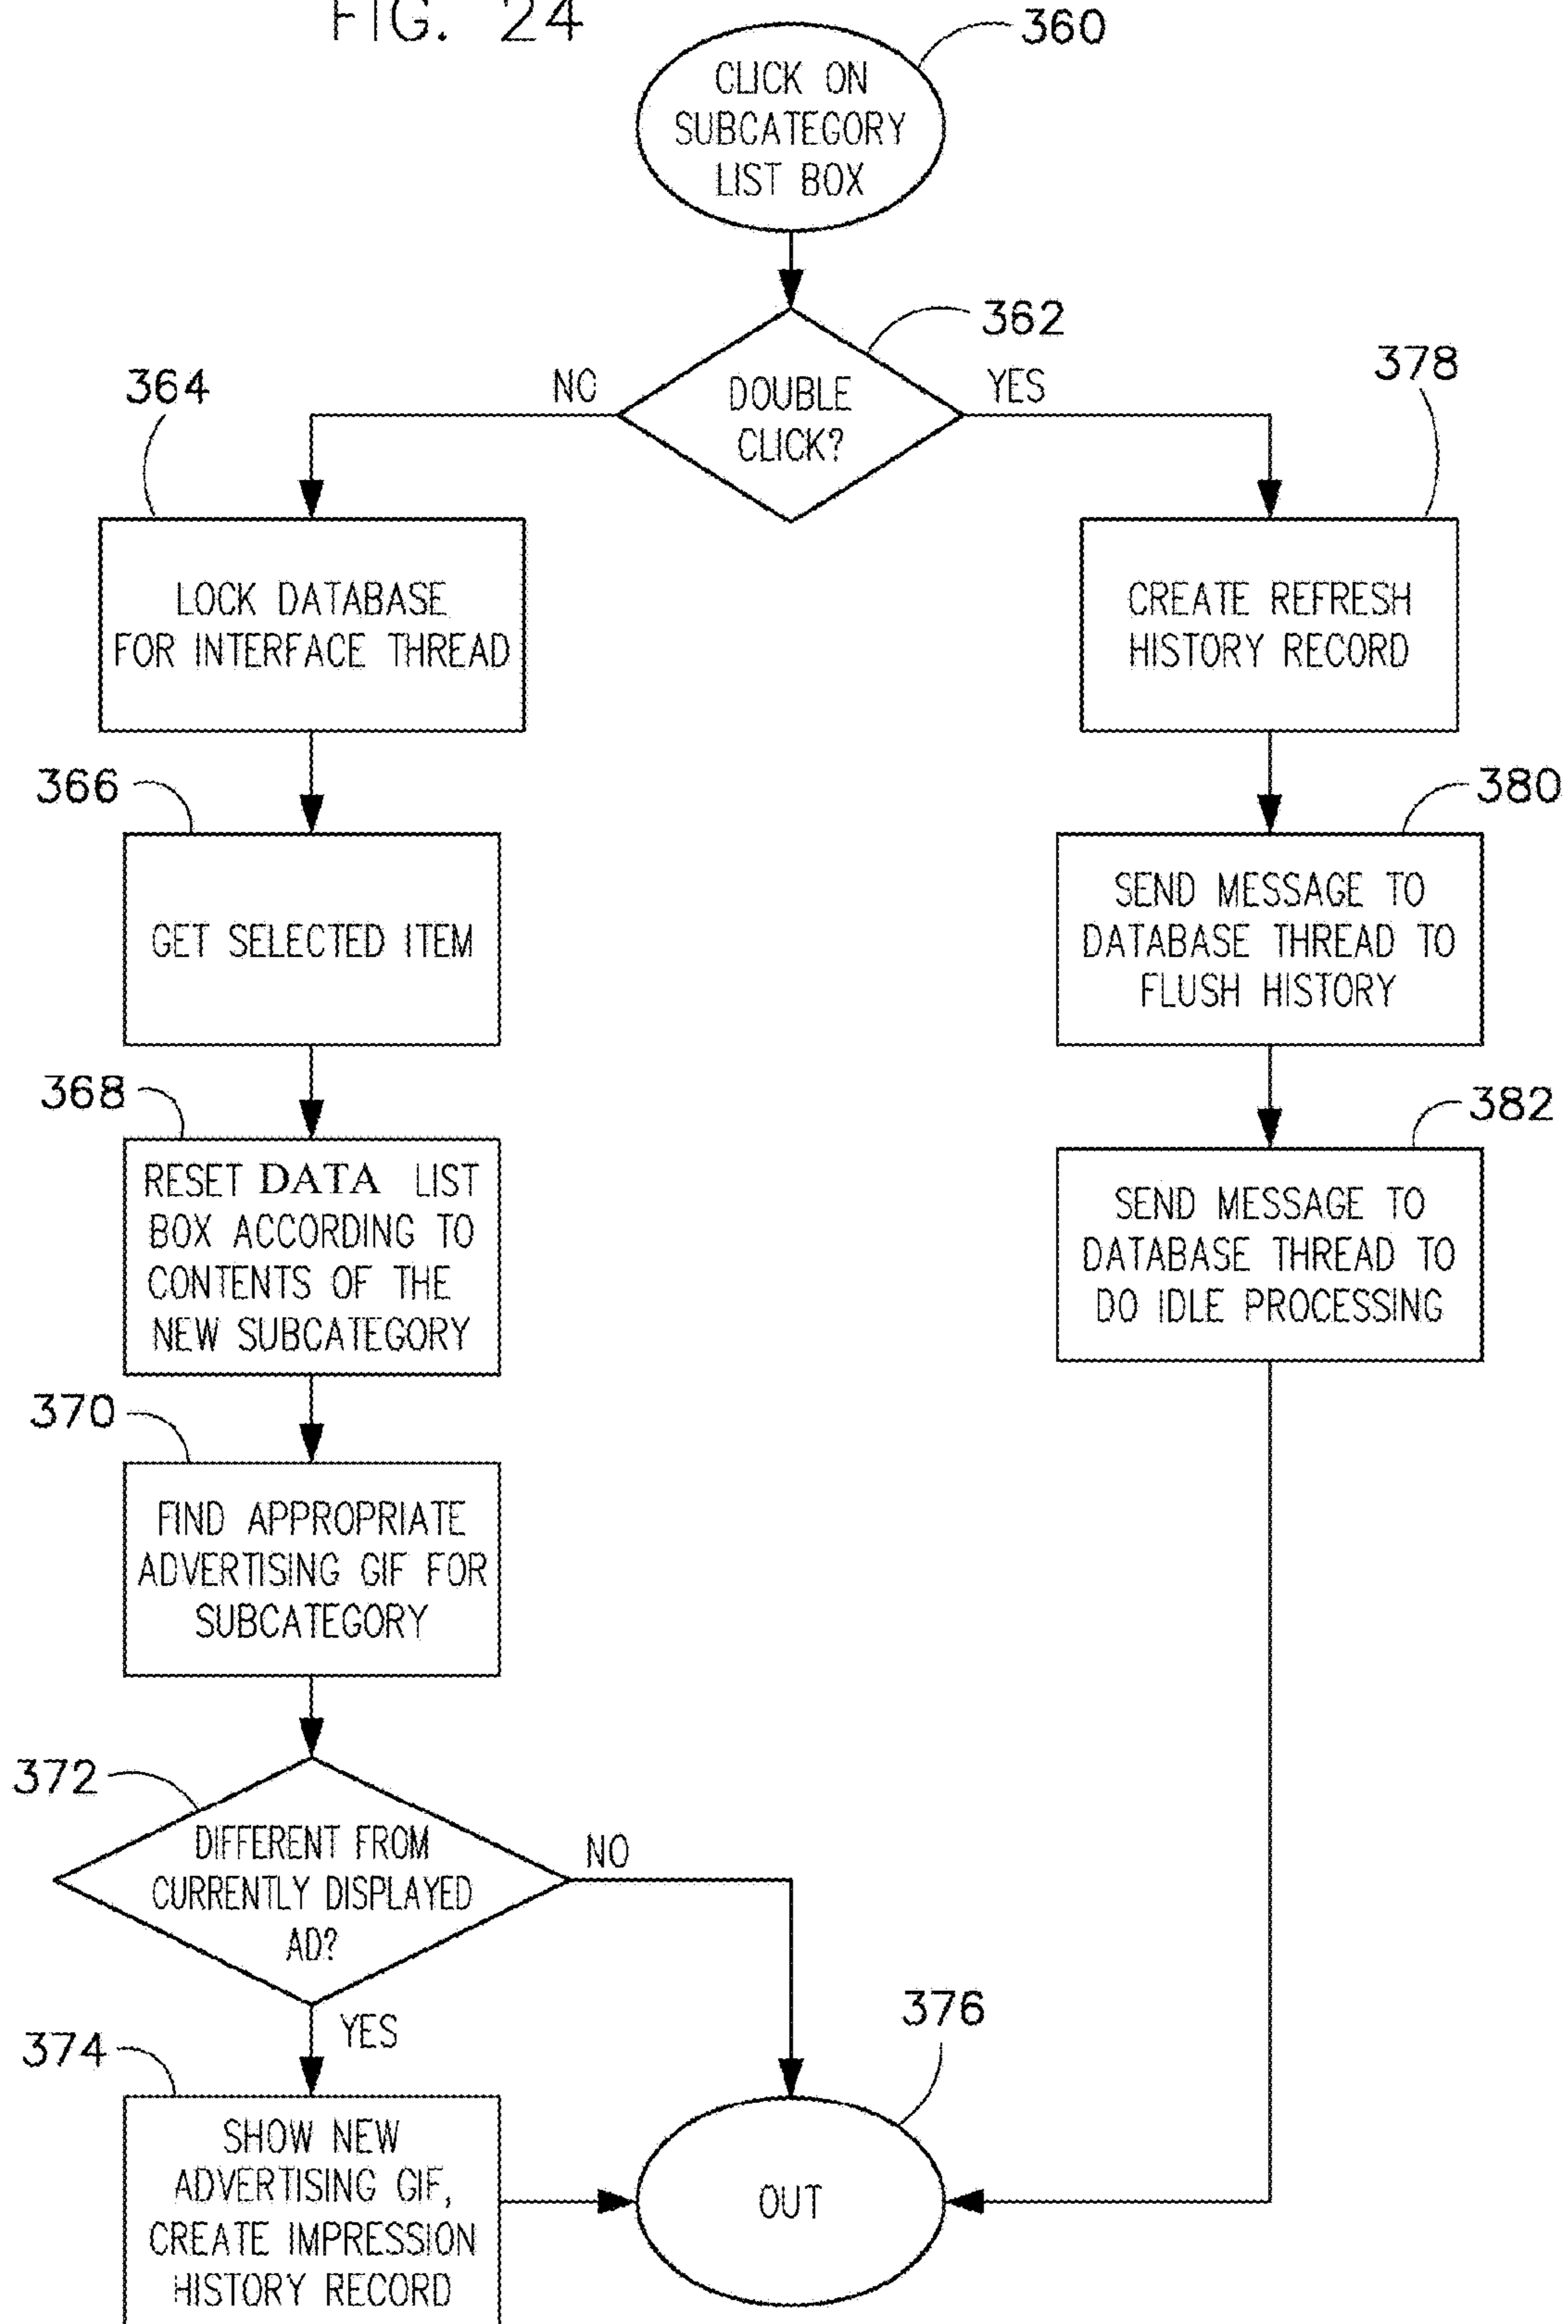 FIG. 24
360
CLICK ON
SUBCATEGORY
LIST BOX
362
DOUBLE
CLICK?
NO
YES
364
LOCK DATABASE
FOR INTERFACE THREAD
378
CREATE REFRESH
HISTORY RECORD
366
GET SELECTED ITEM
380
SEND MESSAGE TO
DATABASE THREAD TO
FLUSH HISTORY
368
RESET DATA LIST
BOX ACCORDING TO
CONTENTS OF THE
NEW SUBCATEGORY
382
SEND MESSAGE TO
DATABASE THREAD TO
DO IDLE PROCESSING
370
FIND APPROPRIATE
ADVERTISING GIF FOR
SUBCATEGORY
372
DIFFERENT FROM
CURRENTLY DISPLAYED
AD?
NO
YES
374
SHOW NEW
ADVERTISING GIF,
CREATE IMPRESSION
HISTORY RECORD
376
OUT